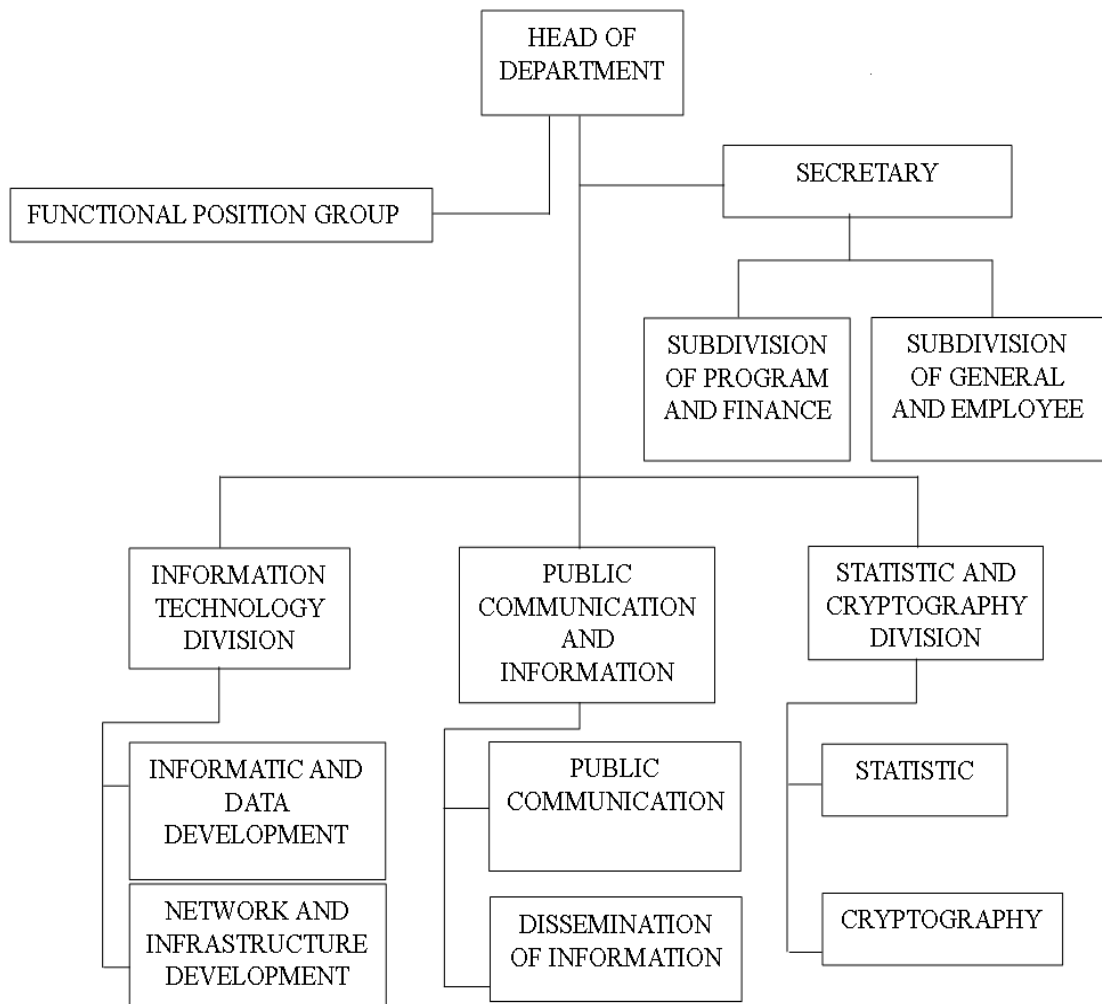 HEAD OF
DEPARTMENT
SECRETARY
FUNCTIONAL POSITION GROUP
SUBDIVISION
OF PROGRAM
AND FINANCE
SUBDIVISION
OF GENERAL
AND EMPLOYEE
INFORMATION
TECHNOLOGY
DIVISION
PUBLIC
COMMUNICATION
AND
INFORMATION
STATISTIC AND
CRYPTOGRAPHY
DIVISION
INFORMATIC AND
DATA
DEVELOPMENT
PUBLIC
COMMUNICATION
STATISTIC
NETWORK AND
INFRASTRUCTURE
DEVELOPMENT
DISSEMINATION
OF INFORMATION
CRYPTOGRAPHY